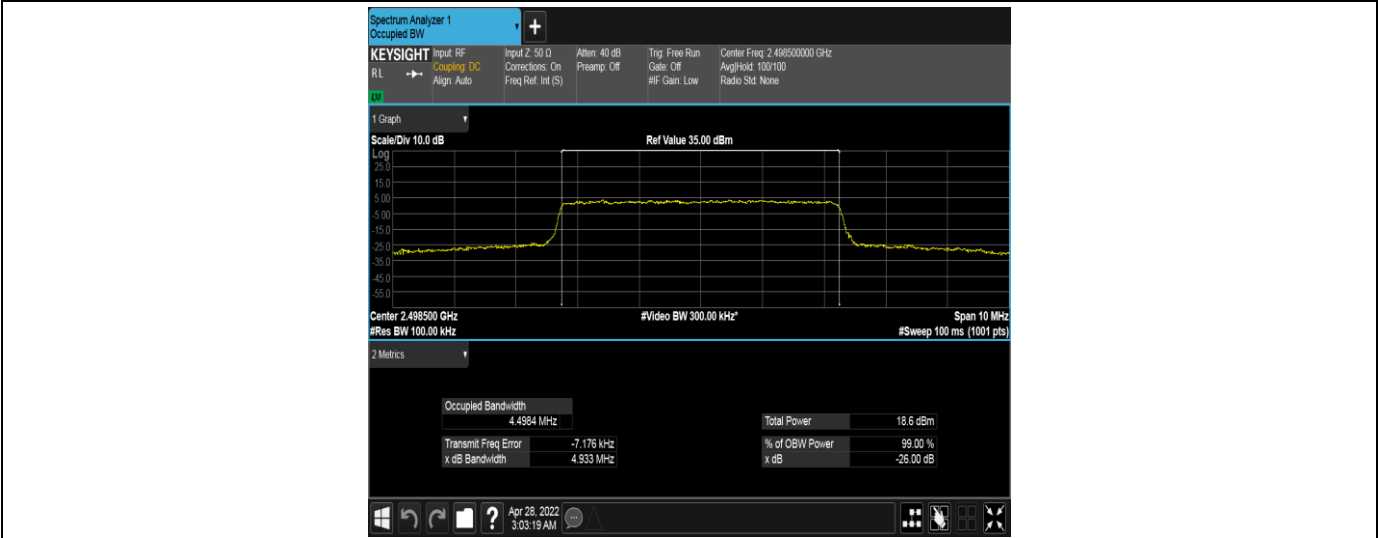 Spectrum Analyzer 1
Occupied BW
+
KEYSIGHT
RL
Input: RF
Coupling: DC
Align: Auto
Input Z: 50 Ω
Corrections: On
Freq Ref: Int (S)
Atten: 40 dB
Preamp: Off
Trig: Free Run
Gate: Off
#IF Gain: Low
Center Freq: 2.498500000 GHz
Avg|Hold: 100/100
Radio Std: None
1 Graph
Scale/Div 10.0 dB
Ref Value 35.00 dBm
Log
25.0
15.0
5.00
-5.00
-15.0
-25.0
-35.0
-45.0
-55.0
Center 2.498500 GHz
#Video BW 300.00 kHz*
Span 10 MHz
#Res BW 100.00 kHz
#Sweep 100 ms (1001 pts)
2 Metrics
Occupied Bandwidth
4.4984 MHz
Total Power 18.6 dBm
Transmit Freq Error -7.176 kHz
% of OBW Power 99.00 %
x dB Bandwidth 4.933 MHz
x dB -26.00 dB
?
Apr 28, 2022
3:03:19 AM